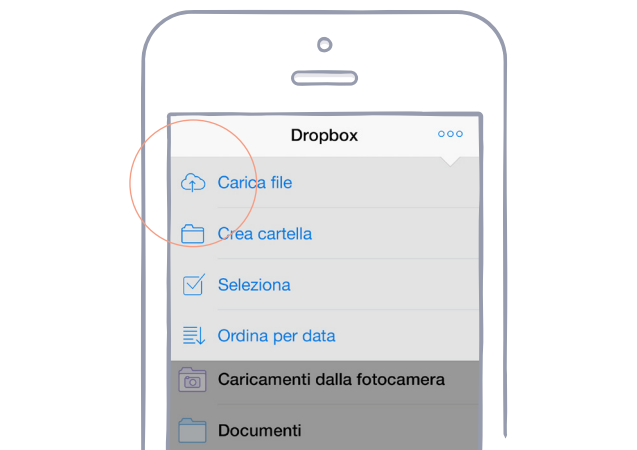 Dropbox
Carica file
Crea cartella
Seleziona
Ordina per data
Caricamenti dalla fotocamera
Documenti